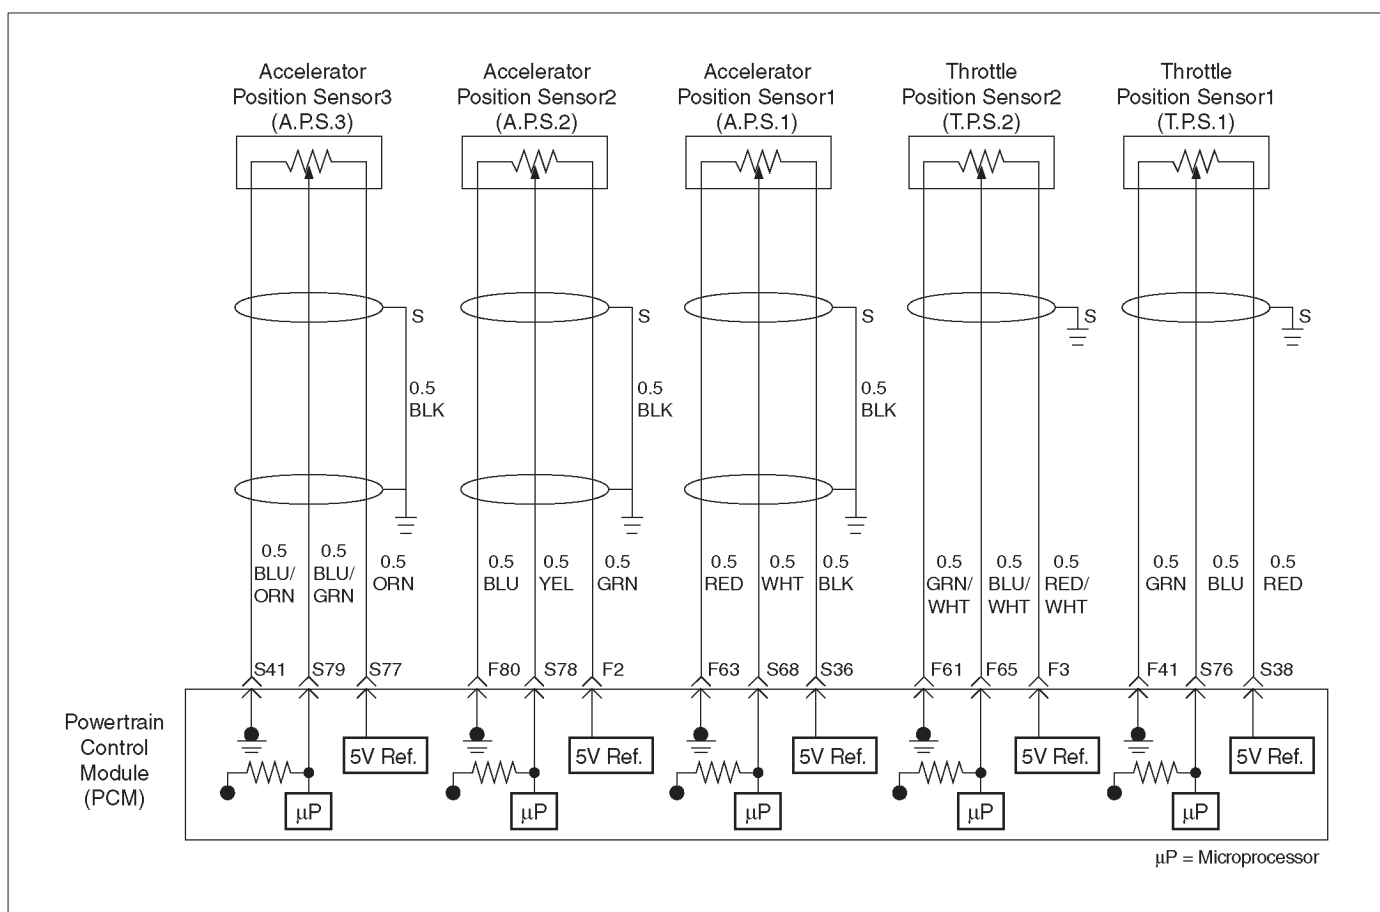 Accelerator
Position Sensor3
(A.P.S.3)
Accelerator
Position Sensor2
(A.P.S.2)
Accelerator
Position Sensor1
(A.P.S.1)
Throttle
Position Sensor2
(T.P.S.2)
Throttle
Position Sensor1
(T.P.S.1)
S
S
S
S
S
0.5
BLK
0.5
BLK
0.5
BLK
0.5
BLU/
ORN
0.5
BLU/
GRN
0.5
ORN
0.5
BLU
0.5
YEL
0.5
GRN
0.5
RED
0.5
WHT
0.5
BLK
0.5
GRN/
WHT
0.5
BLU/
WHT
0.5
RED/
WHT
0.5
GRN
0.5
BLU
0.5
RED
S41
S79
S77
F80
S78
F2
F63
S68
S36
F61
F65
F3
F41
S76
S38
Powertrain
Control
Module
(PCM)
5V Ref.
5V Ref.
5V Ref.
5V Ref.
5V Ref.
µP
µP
µP
µP
µP
µP = Microprocessor